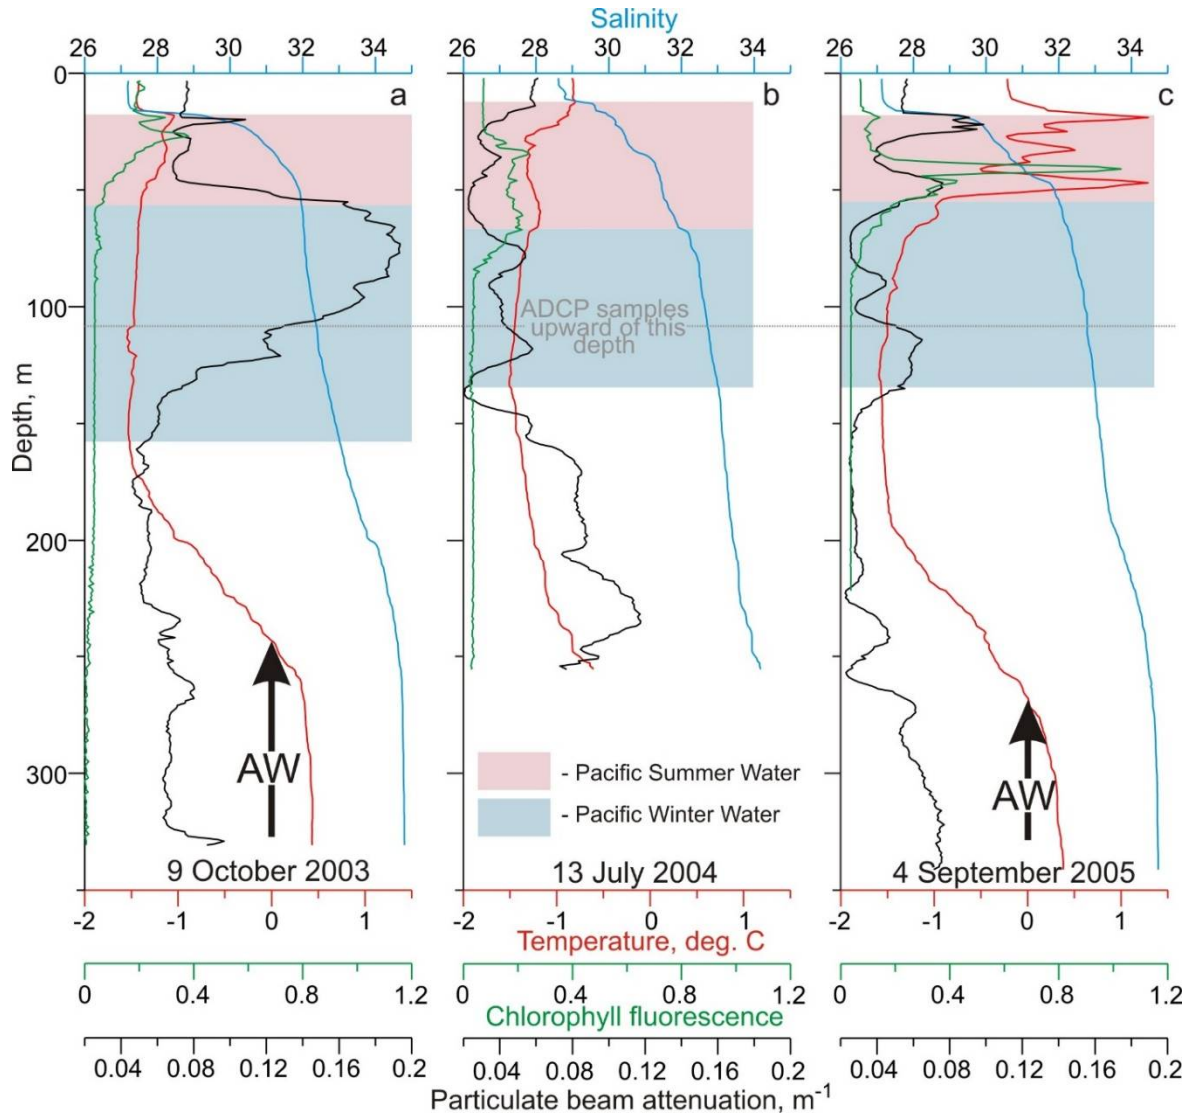 Salinity
26 28 30 32 34 26 28 30 32 34 26 28 30 32 34
0
a b c
100
ADCP samples
upward of this
depth
Depth, m
200
300
AW AW
- Pacific Summer Water
- Pacific Winter Water
9 October 2003 13 July 2004 4 September 2005
-2 -1 0 1 -2 -1 0 1 -2 -1 0 1
Temperature, deg. C
0 0.4 0.8 1.2 0 0.4 0.8 1.2 0 0.4 0.8 1.2
Chlorophyll fluorescence
0.04 0.08 0.12 0.16 0.2 0.04 0.08 0.12 0.16 0.2 0.04 0.08 0.12 0.16 0.2
Particulate beam attenuation, m⁻¹